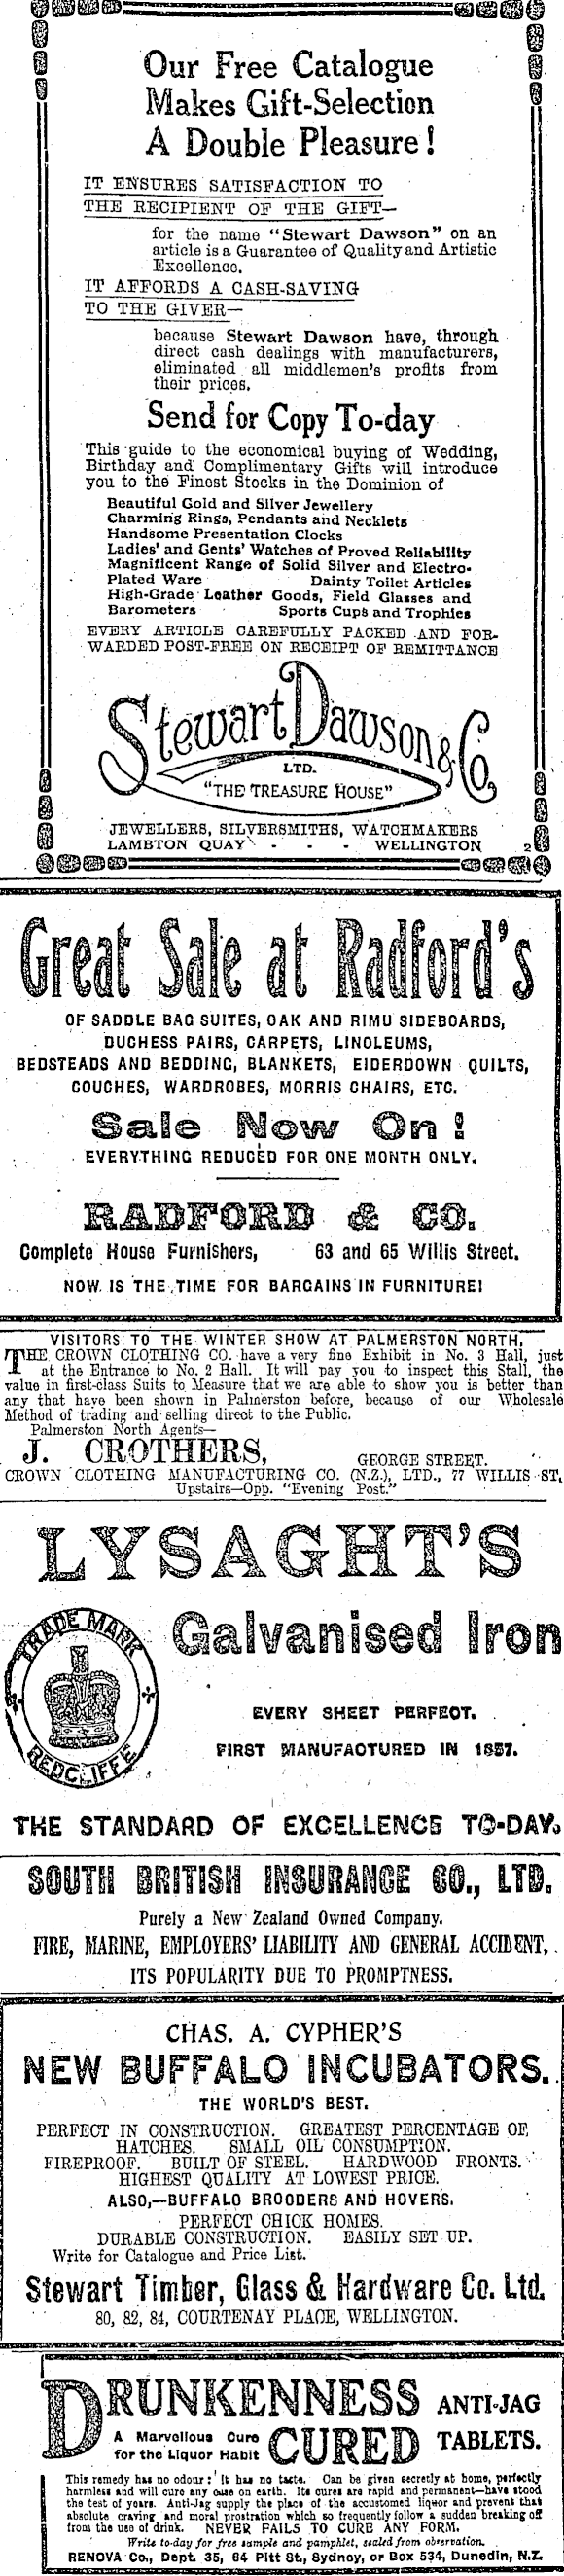 Our Free Catalogue
Makes Gift-Selection
A Double Pleasure!
IT ENSURES SATISFACTION TO
THE RECIPIENT OF THE GIFT—
for the name "Stewart Dawson" on an
article is a Guarantee of Quality and Artistic
Excellence.
IT AFFORDS A CASH-SAVING
TO THE GIVER—
because Stewart Dawson have, through
direct cash dealings with manufacturers,
eliminated all middlemen's profits from
their prices.
Send for Copy To-day
This guide to the economical buying of Wedding,
Birthday and Complimentary Gifts will introduce
you to the Finest Stocks in the Dominion of
Beautiful Gold and Silver Jewellery
Charming Rings, Pendants and Necklets
Handsome Presentation Clocks
Ladies' and Gents' Watches of Proved Reliability
Magnificent Range of Solid Silver and Electro-
Plated Ware Dainty Toilet Articles
High-Grade Leather Goods, Field Glasses and
Barometers Sports Cups and Trophies
EVERY ARTICLE CAREFULLY PACKED AND FOR-
WARDED POST-FREE ON RECEIPT OF REMITTANCE
Stewart Dawson & Co.
LTD.
"THE TREASURE HOUSE"
JEWELLERS, SILVERSMITHS, WATCHMAKERS
LAMBTON QUAY - - - WELLINGTON 2
Great Sale at Radford's
OF SADDLE BAG SUITES, OAK AND RIMU SIDEBOARDS,
DUCHESS PAIRS, CARPETS, LINOLEUMS,
BEDSTEADS AND BEDDING, BLANKETS, EIDERDOWN QUILTS,
COUCHES, WARDROBES, MORRIS CHAIRS, ETC.
Sale Now On!
EVERYTHING REDUCED FOR ONE MONTH ONLY.
RADFORD & CO.
Complete House Furnishers, 63 and 65 Willis Street.
NOW IS THE TIME FOR BARGAINS IN FURNITURE!
VISITORS TO THE WINTER SHOW AT PALMERSTON NORTH.
THE CROWN CLOTHING CO. have a very fine Exhibit in No. 3 Hall, just
at the Entrance to No. 2 Hall. It will pay you to inspect this Stall, the
value in first-class Suits to Measure that we are able to show you is better than
any that have been shown in Palmerston before, because of our Wholesale
Method of trading and selling direct to the Public.
Palmerston North Agents—
J. CROTHERS, GEORGE STREET.
CROWN CLOTHING MANUFACTURING CO. (N.Z.), LTD., 77 WILLIS ST,
Upstairs—Opp. "Evening Post."
LYSAGHT'S
TRADE MARK
REDCLIFFE
Galvanised Iron
EVERY SHEET PERFECT.
FIRST MANUFACTURED IN 1857.
THE STANDARD OF EXCELLENCE TO-DAY.
SOUTH BRITISH INSURANCE CO., LTD.
Purely a New Zealand Owned Company.
FIRE, MARINE, EMPLOYERS' LIABILITY AND GENERAL ACCIDENT,
ITS POPULARITY DUE TO PROMPTNESS.
CHAS. A. CYPHER'S
NEW BUFFALO INCUBATORS.
THE WORLD'S BEST.
PERFECT IN CONSTRUCTION. GREATEST PERCENTAGE OF
HATCHES. SMALL OIL CONSUMPTION.
FIREPROOF. BUILT OF STEEL. HARDWOOD FRONTS.
HIGHEST QUALITY AT LOWEST PRICE.
ALSO,—BUFFALO BROODERS AND HOVERS.
PERFECT CHICK HOMES.
DURABLE CONSTRUCTION. EASILY SET UP.
Write for Catalogue and Price List.
Stewart Timber, Glass & Hardware Co. Ltd.
80, 82, 84, COURTENAY PLACE, WELLINGTON.
DRUNKENNESS ANTI-JAG
A Marvellous Cure
for the Liquor Habit CURED TABLETS.
This remedy has no odour: It has no taste. Can be given secretly at home, perfectly
harmless and will cure any case on earth. Its cures are rapid and permanent—have stood
the test of years. Anti-Jag supply the place of the accustomed liquor and prevent that
absolute craving and moral prostration which so frequently follow a sudden breaking off
from the use of drink. NEVER FAILS TO CURE ANY FORM.
Write to-day for free sample and pamphlet, sealed from observation.
RENOVA Co., Dept. 35, 64 Pitt St., Sydney, or Box 534, Dunedin, N.Z.